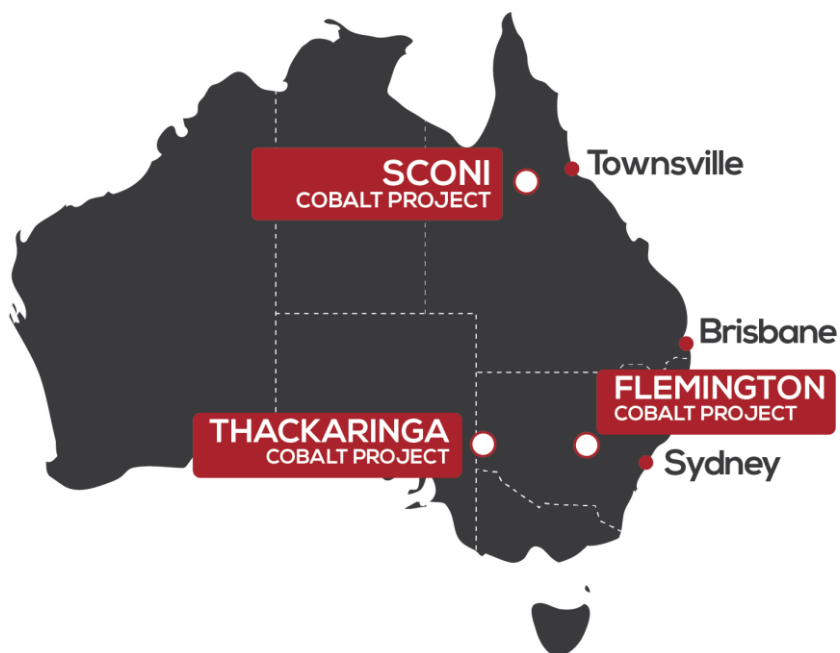 SCONI
COBALT PROJECT
Townsville
Brisbane
FLEMINGTON
COBALT PROJECT
THACKARINGA
COBALT PROJECT
Sydney